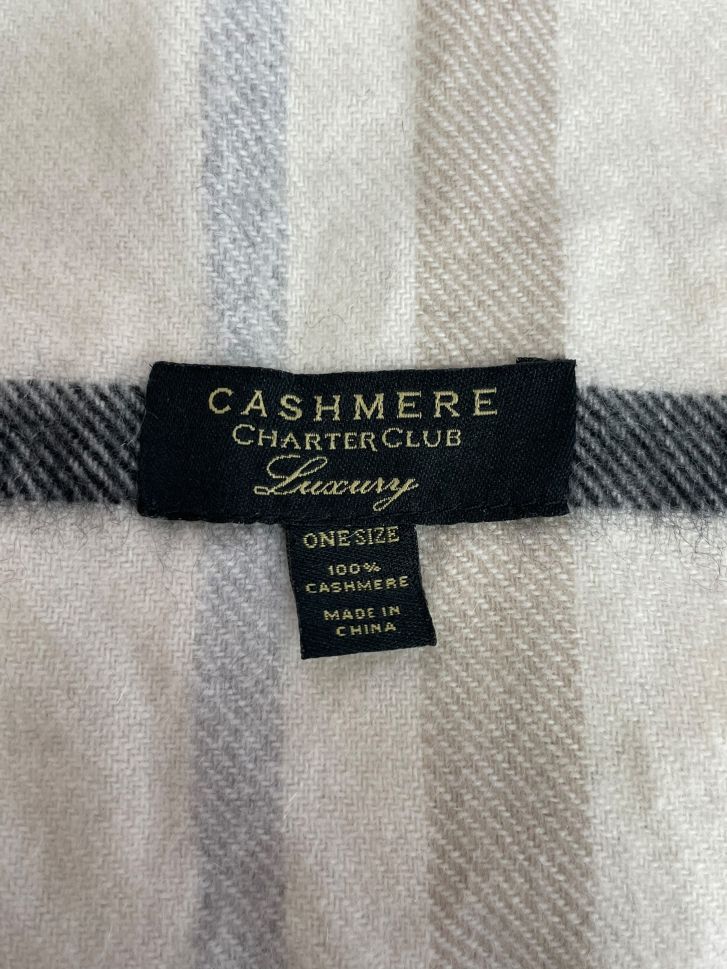 CASHMERE
CHARTER CLUB
Luxury
ONE SIZE
100%
CASHMERE
MADE IN
CHINA